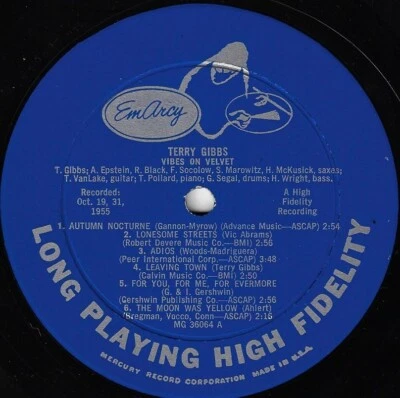 EmArcy
TERRY GIBBS
VIBES ON VELVET
T. Gibbs; A. Epstein, R. Black, F. Socolow, S. Marowitz, H. McKusick, saxes;
T. VanLake, guitar; T. Pollard, piano; G. Segal, drums; H. Wright, bass.
Recorded:
Oct. 19, 31,
1955
A High
Fidelity
Recording
1. AUTUMN NOCTURNE (Gannon-Myrow) (Advance Music—ASCAP) 2:54
2. LONESOME STREETS (Vic Abrams)
(Robert Devere Music Co.—BMI) 2:56
3. ADIOS (Woods-Madriguera)
(Peer International Corp.—ASCAP) 3:48
4. LEAVING TOWN (Terry Gibbs)
(Calvin Music Co.—BMI) 2:50
5. FOR YOU, FOR ME, FOR EVERMORE
(G. & I. Gershwin)
(Gershwin Publishing Co.—ASCAP) 2:56
6. THE MOON WAS YELLOW (Ahlert)
(Bregman, Vocco, Conn—ASCAP) 2:16
MG 36064 A
LONG PLAYING HIGH FIDELITY
MERCURY RECORD CORPORATION MADE IN U.S.A.